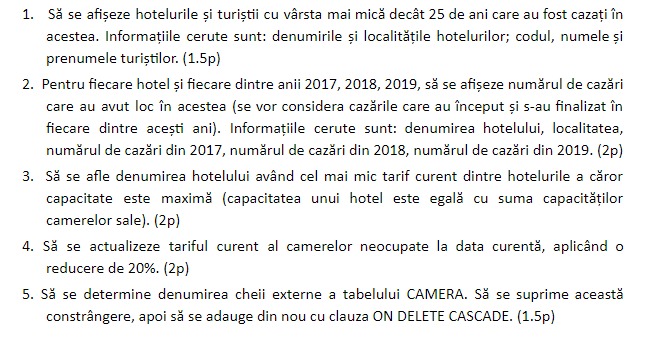 1. Să se afișeze hotelurile și turiștii cu vârsta mai mică decât 25 de ani care au fost cazați în
acestea. Informațiile cerute sunt: denumirile și localitățile hotelurilor; codul, numele și
prenumele turiștilor. (1.5p)
2. Pentru fiecare hotel și fiecare dintre anii 2017, 2018, 2019, să se afișeze numărul de cazări
care au avut loc în acestea (se vor considera cazările care au început și s-au finalizat în
fiecare dintre acești ani). Informațiile cerute sunt: denumirea hotelului, localitatea,
numărul de cazări din 2017, numărul de cazări din 2018, numărul de cazări din 2019. (2p)
3. Să se afle denumirea hotelului având cel mai mic tarif curent dintre hotelurile a căror
capacitate este maximă (capacitatea unui hotel este egală cu suma capacităților
camerelor sale). (2p)
4. Să se actualizeze tariful curent al camerelor neocupate la data curentă, aplicând o
reducere de 20%. (2p)
5. Să se determine denumirea cheii externe a tabelului CAMERA. Să se suprime această
constrângere, apoi să se adauge din nou cu clauza ON DELETE CASCADE. (1.5p)